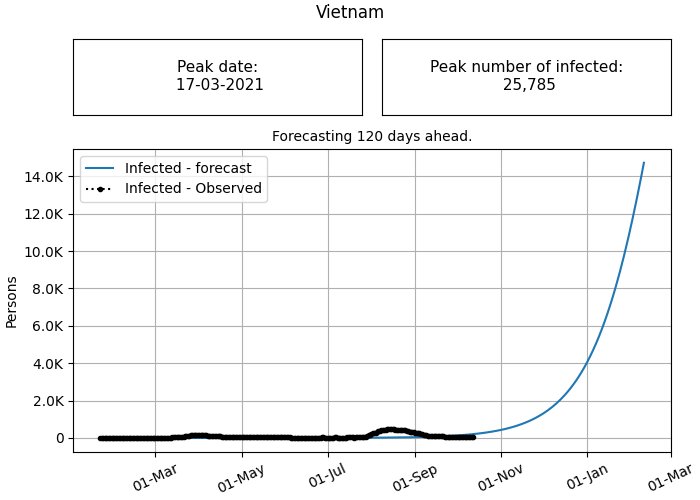 Vietnam
Peak date:
17-03-2021
Peak number of infected:
25,785
Forecasting 120 days ahead.
Infected - forecast
Infected - Observed
14.0K
12.0K
10.0K
8.0K
6.0K
4.0K
2.0K
0
Persons
01-Mar
01-May
01-Jul
01-Sep
01-Nov
01-Jan
01-Mar